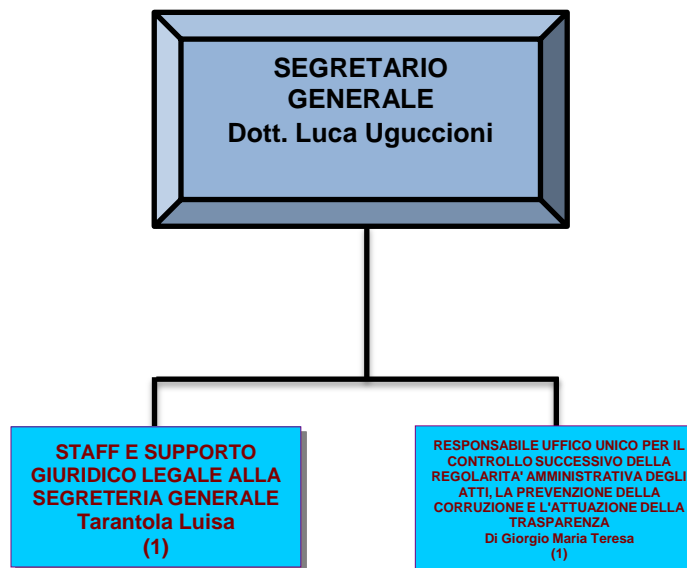 SEGRETARIO
GENERALE
Dott. Luca Uguccioni
STAFF E SUPPORTO
GIURIDICO LEGALE ALLA
SEGRETERIA GENERALE
Tarantola Luisa
(1)
RESPONSABILE UFFICO UNICO PER IL
CONTROLLO SUCCESSIVO DELLA
REGOLARITA' AMMINISTRATIVA DEGLI
ATTI, LA PREVENZIONE DELLA
CORRUZIONE E L'ATTUAZIONE DELLA
TRASPARENZA
Di Giorgio Maria Teresa
(1)